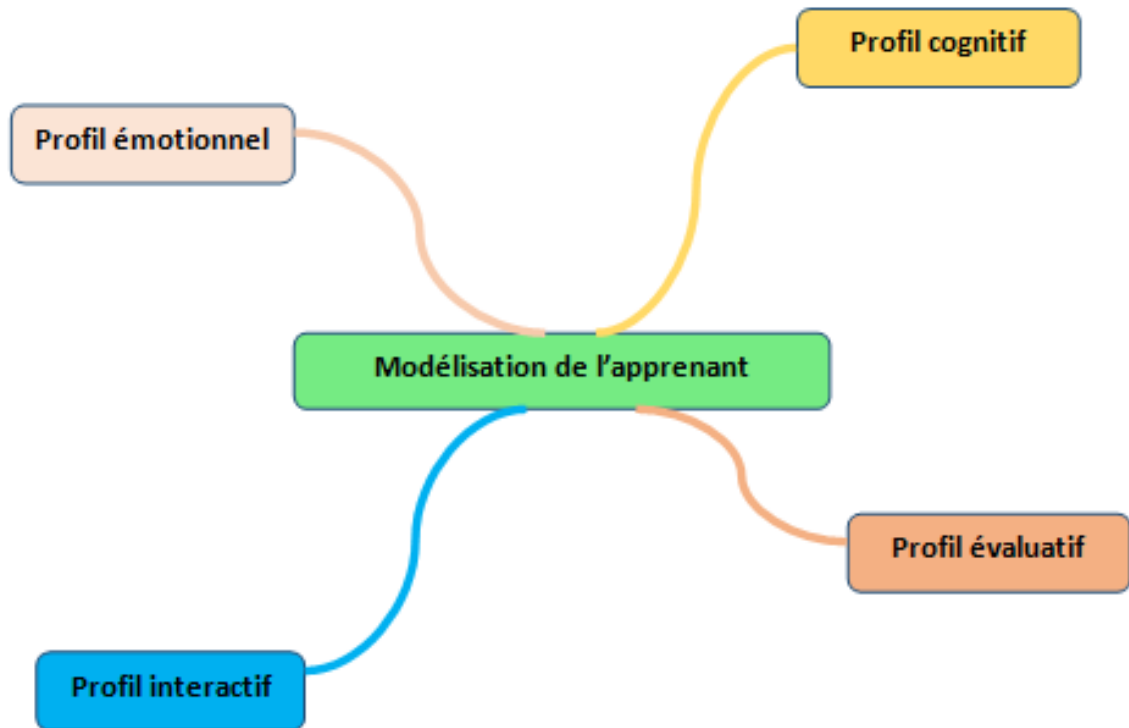 Profil cognitif
Profil émotionnel
Modélisation de l’apprenant
Profil évaluatif
Profil interactif